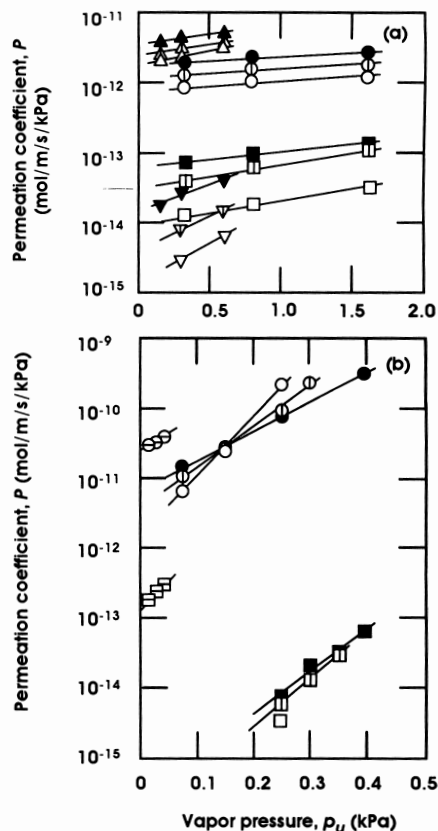 10⁻¹¹
(a)
10⁻¹²
10⁻¹³
10⁻¹⁴
10⁻¹⁵
0.0 0.5 1.0 1.5 2.0
Permeation coefficient, P
(mol/m/s/kPa)
10⁻⁹
(b)
10⁻¹⁰
10⁻¹¹
10⁻¹²
10⁻¹³
10⁻¹⁴
10⁻¹⁵
0 0.1 0.2 0.3 0.4 0.5
Permeation coefficient, P (mol/m/s/kPa)
Vapor pressure, pᵤ (kPa)